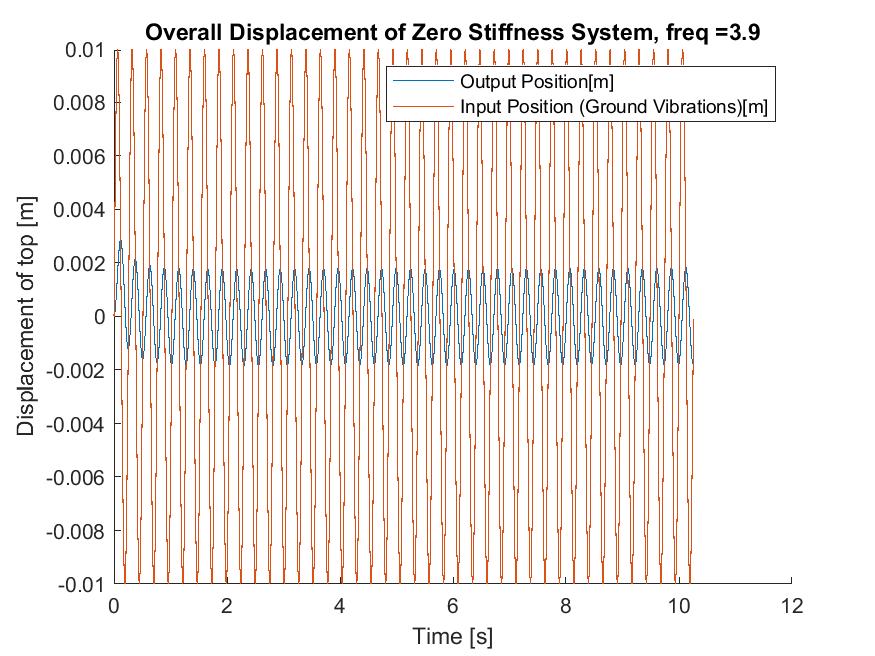 Overall Displacement of Zero Stiffness System, freq =3.9
0.01
0.008
0.006
0.004
0.002
0
-0.002
-0.004
-0.006
-0.008
-0.01
Displacement of top [m]
Output Position[m]
Input Position (Ground Vibrations)[m]
0 2 4 6 8 10 12
Time [s]